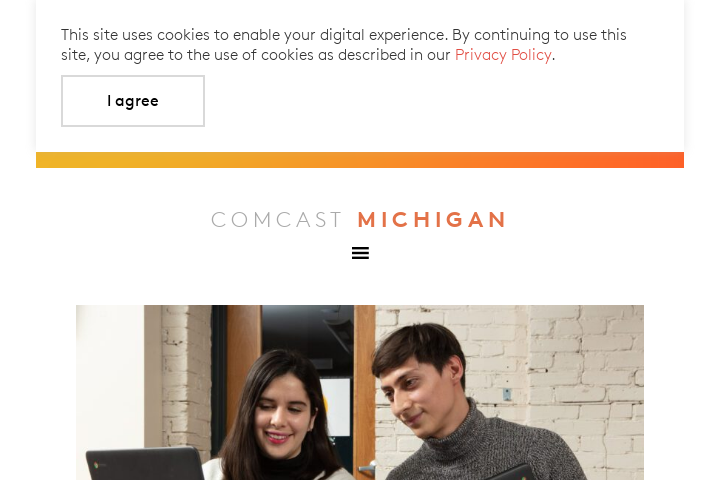 This site uses cookies to enable your digital experience. By continuing to use this
site, you agree to the use of cookies as described in our Privacy Policy.
I agree
COMCAST MICHIGAN